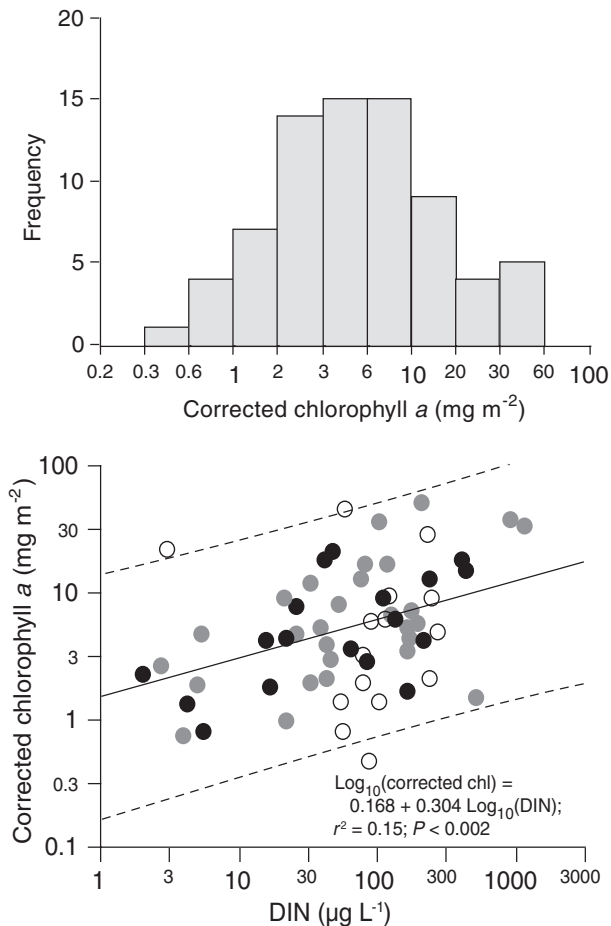 20
15
10
5
0
Frequency
0.2 0.3 0.6 1 2 3 6 10 20 30 60 100
Corrected chlorophyll a (mg m-2)
100
30
10
3
1
0.3
0.1
Corrected chlorophyll a (mg m-2)
Log10(corrected chl) =
0.168 + 0.304 Log10(DIN);
r2 = 0.15; P < 0.002
1 3 10 30 100 300 1000 3000
DIN (µg L-1)